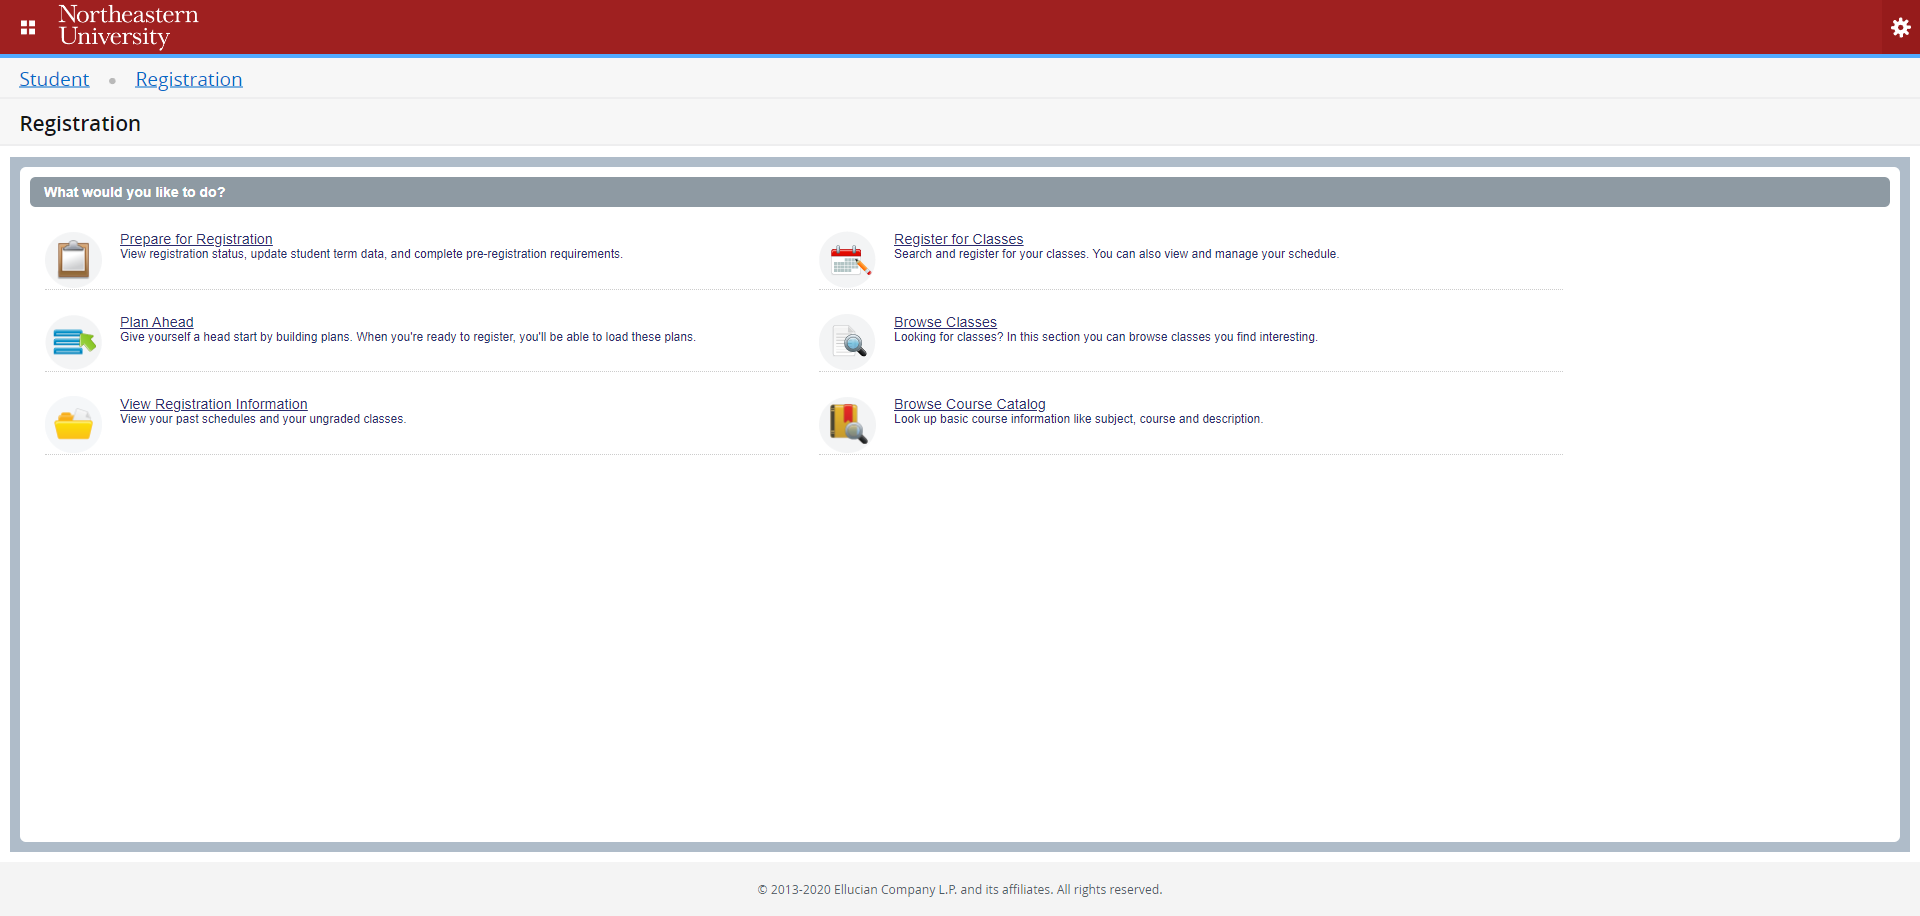 Northeastern
University
Student • Registration
Registration
What would you like to do?
Prepare for Registration
View registration status, update student term data, and complete pre-registration requirements.
Register for Classes
Search and register for your classes. You can also view and manage your schedule.
Plan Ahead
Give yourself a head start by building plans. When you're ready to register, you'll be able to load these plans.
Browse Classes
Looking for classes? In this section you can browse classes you find interesting.
View Registration Information
View your past schedules and your ungraded classes.
Browse Course Catalog
Look up basic course information like subject, course and description.
© 2013-2020 Ellucian Company L.P. and its affiliates. All rights reserved.